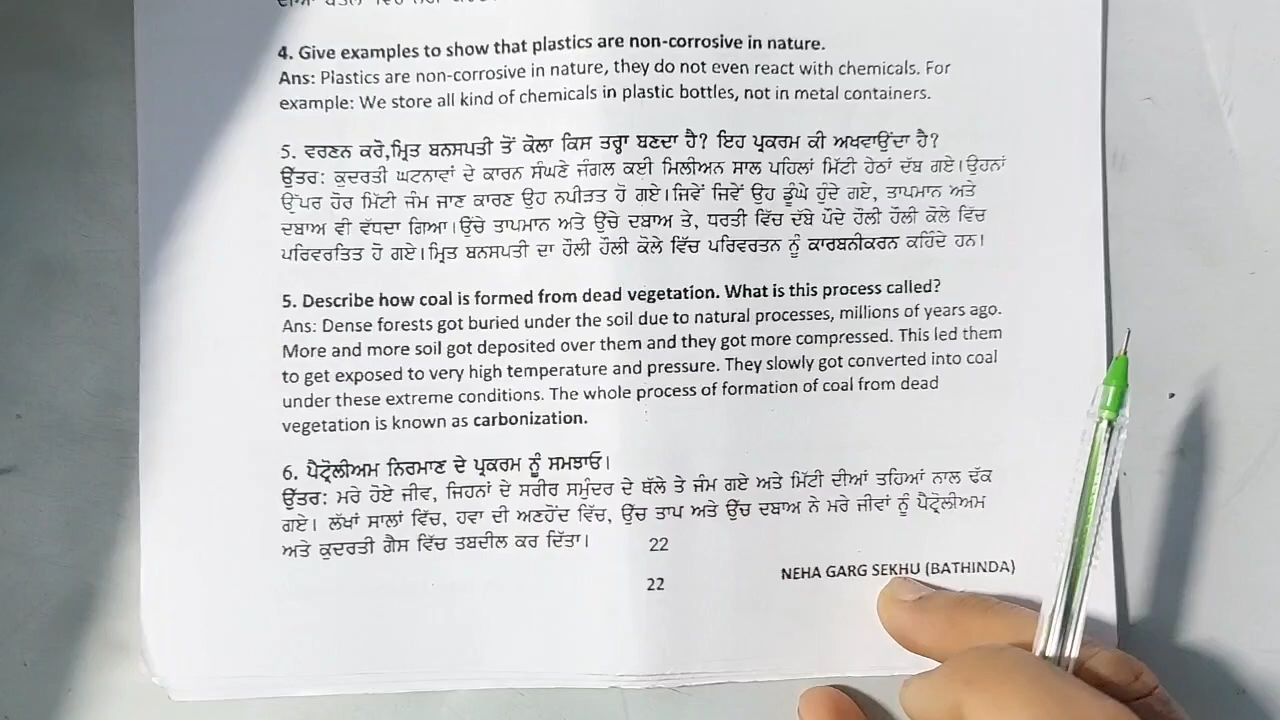 4. Give examples to show that plastics are non-corrosive in nature.
Ans: Plastics are non-corrosive in nature, they do not even react with chemicals. For
example: We store all kind of chemicals in plastic bottles, not in metal containers.
5. ਵਰਣਨ ਕਰੋ,ਮ੍ਰਿਤ ਬਨਸਪਤੀ ਤੋਂ ਕੋਲਾ ਕਿਸ ਤਰ੍ਹਾ ਬਣਦਾ ਹੈ? ਇਹ ਪ੍ਰਕਰਮ ਕੀ ਅਖਵਾਉਂਦਾ ਹੈ?
ਉੱਤਰ: ਕੁਦਰਤੀ ਘਟਨਾਵਾਂ ਦੇ ਕਾਰਨ ਸੰਘਣੇ ਜੰਗਲ ਕਈ ਮਿਲੀਅਨ ਸਾਲ ਪਹਿਲਾਂ ਮਿੱਟੀ ਹੇਠਾਂ ਦੱਬ ਗਏ।ਉਹਨਾਂ
ਉੱਪਰ ਹੋਰ ਮਿੱਟੀ ਜੰਮ ਜਾਣ ਕਾਰਣ ਉਹ ਨਪੀੜਤ ਹੋ ਗਏ।ਜਿਵੇਂ ਜਿਵੇਂ ਉਹ ਡੂੰਘੇ ਹੁੰਦੇ ਗਏ, ਤਾਪਮਾਨ ਅਤੇ
ਦਬਾਅ ਵੀ ਵੱਧਦਾ ਗਿਆ।ਉੱਚੇ ਤਾਪਮਾਨ ਅਤੇ ਉੱਚੇ ਦਬਾਅ ਤੇ, ਧਰਤੀ ਵਿੱਚ ਦੱਬੇ ਪੌਦੇ ਹੌਲੀ ਹੌਲੀ ਕੋਲੇ ਵਿੱਚ
ਪਰਿਵਰਤਿਤ ਹੋ ਗਏ।ਮ੍ਰਿਤ ਬਨਸਪਤੀ ਦਾ ਹੌਲੀ ਹੌਲੀ ਕੋਲੇ ਵਿੱਚ ਪਰਿਵਰਤਨ ਨੂੰ ਕਾਰਬਨੀਕਰਨ ਕਹਿੰਦੇ ਹਨ।
5. Describe how coal is formed from dead vegetation. What is this process called?
Ans: Dense forests got buried under the soil due to natural processes, millions of years ago.
More and more soil got deposited over them and they got more compressed. This led them
to get exposed to very high temperature and pressure. They slowly got converted into coal
under these extreme conditions. The whole process of formation of coal from dead
vegetation is known as carbonization.
6. ਪੈਟ੍ਰੋਲੀਅਮ ਨਿਰਮਾਣ ਦੇ ਪ੍ਰਕਰਮ ਨੂੰ ਸਮਝਾਓ।
ਉੱਤਰ: ਮਰੇ ਹੋਏ ਜੀਵ, ਜਿਹਨਾਂ ਦੇ ਸਰੀਰ ਸਮੁੰਦਰ ਦੇ ਥੱਲੇ ਤੇ ਜੰਮ ਗਏ ਅਤੇ ਮਿੱਟੀ ਦੀਆਂ ਤਹਿਆਂ ਨਾਲ ਢੱਕ
ਗਏ। ਲੱਖਾਂ ਸਾਲਾਂ ਵਿੱਚ, ਹਵਾ ਦੀ ਅਣਹੋਂਦ ਵਿੱਚ, ਉੱਚ ਤਾਪ ਅਤੇ ਉੱਚ ਦਬਾਅ ਨੇ ਮਰੇ ਜੀਵਾਂ ਨੂੰ ਪੈਟ੍ਰੋਲੀਅਮ
ਅਤੇ ਕੁਦਰਤੀ ਗੈਸ ਵਿੱਚ ਤਬਦੀਲ ਕਰ ਦਿੱਤਾ।
22
22
NEHA GARG SEKHU (BATHINDA)